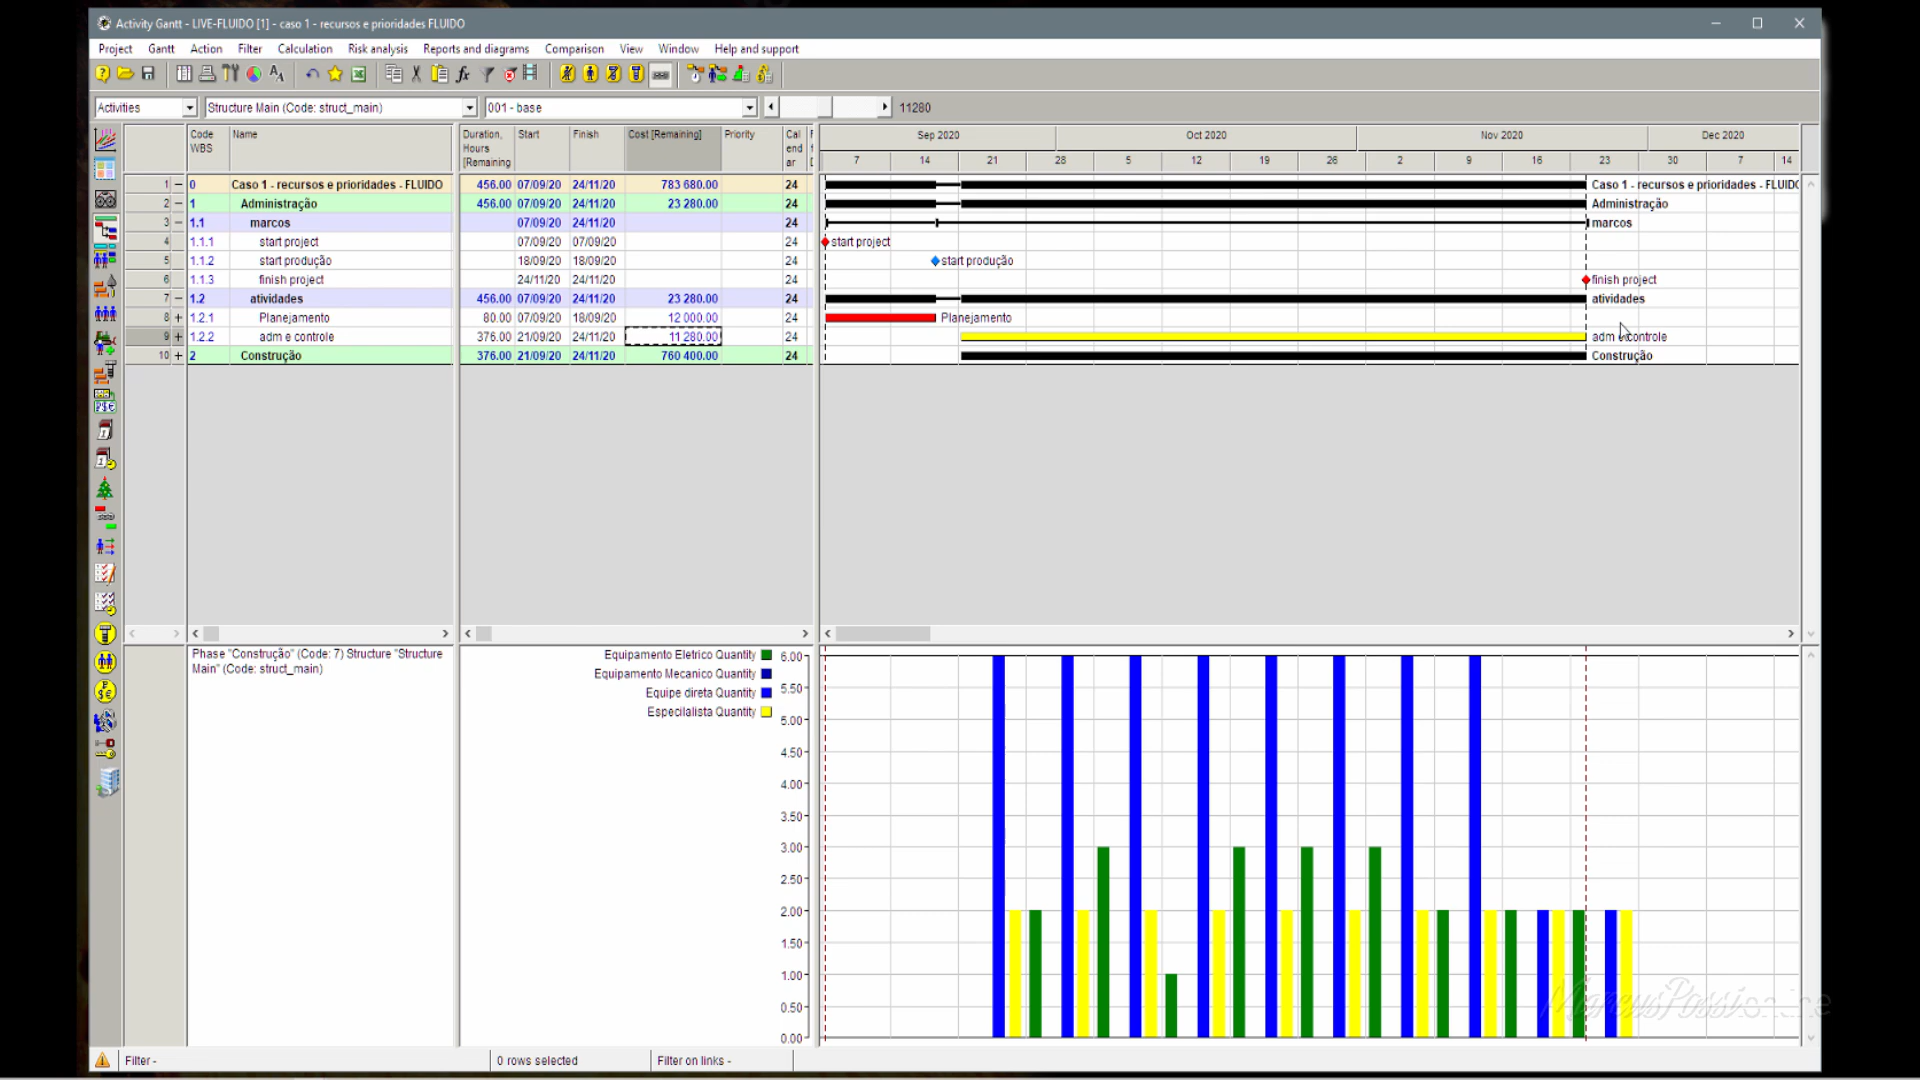 Activity Gantt - LIVE-FLUIDO [1] - caso 1 - recursos e prioridades FLUIDO
Project Gantt Action Filter Calculation Risk analysis Reports and diagrams Comparison View Window Help and support
Activities Structure Main (Code: struct_main) 001 - base 11280
Code WBS Name Duration, Hours [Remaining Start Finish Cost [Remaining] Priority Cal end ar
Sep 2020 Oct 2020 Nov 2020 Dec 2020
7 14 21 28 5 12 19 26 2 9 16 23 30 7 14
1 0 Caso 1 - recursos e prioridades - FLUIDO 456.00 07/09/20 24/11/20 783 680.00 24 Caso 1 - recursos e prioridades - FLUIDO
2 1 Administração 456.00 07/09/20 24/11/20 23 280.00 24 Administração
3 1.1 marcos 07/09/20 24/11/20 24 marcos
4 1.1.1 start project 07/09/20 07/09/20 24 start project
5 1.1.2 start produção 18/09/20 18/09/20 24 start produção
6 1.1.3 finish project 24/11/20 24/11/20 24 finish project
7 1.2 atividades 456.00 07/09/20 24/11/20 23 280.00 24 atividades
8 1.2.1 Planejamento 80.00 07/09/20 18/09/20 12 000.00 24 Planejamento
9 1.2.2 adm e controle 376.00 21/09/20 24/11/20 11 280.00 24 adm e controle
10 2 Construção 376.00 21/09/20 24/11/20 760 400.00 24 Construção
Phase "Construção" (Code: 7) Structure "Structure
Main" (Code: struct_main)
Equipamento Eletrico Quantity
Equipamento Mecanico Quantity
Equipe direta Quantity
Especilalista Quantity
6.00
5.50
5.00
4.50
4.00
3.50
3.00
2.50
2.00
1.50
1.00
0.50
0.00
MarcusPossi online
Filter - 0 rows selected Filter on links -